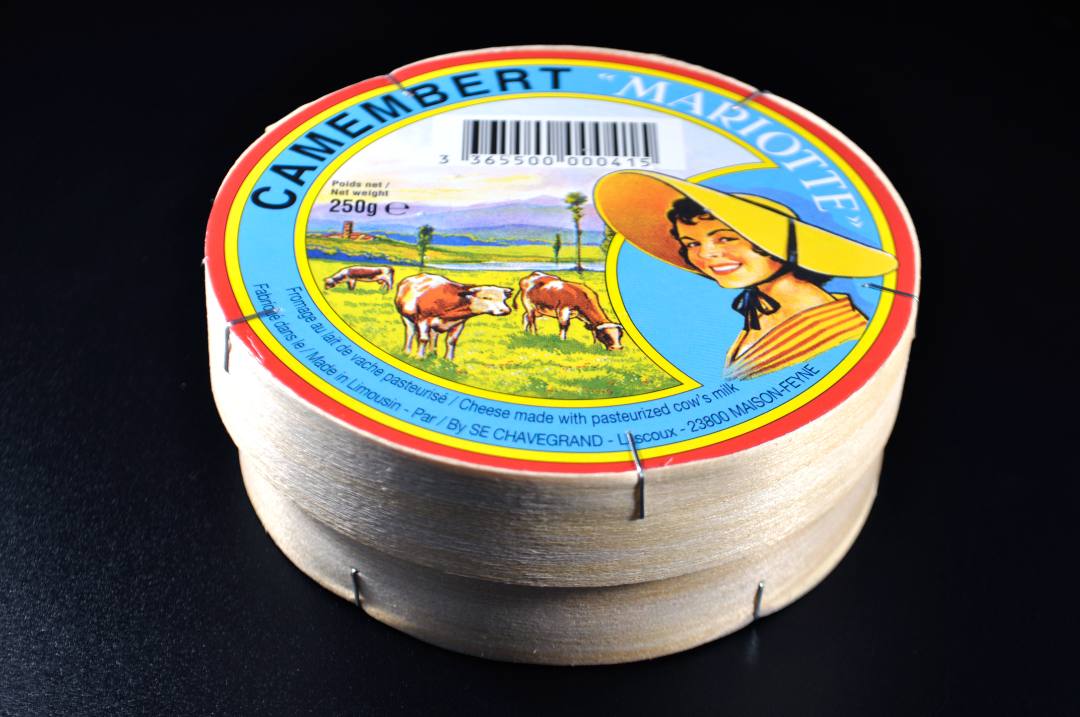 CAMEMBERT "MARIOTTE"
3 365500 000415
Poids net /
Net weight
250g ℮
Fromage au lait de vache pasteurisé / Cheese made with pasteurized cow's milk
Fabriqué dans le / Made in Limousin - Par / By SE CHAVEGRAND - Lascoux - 23800 MAISON-FEYNE